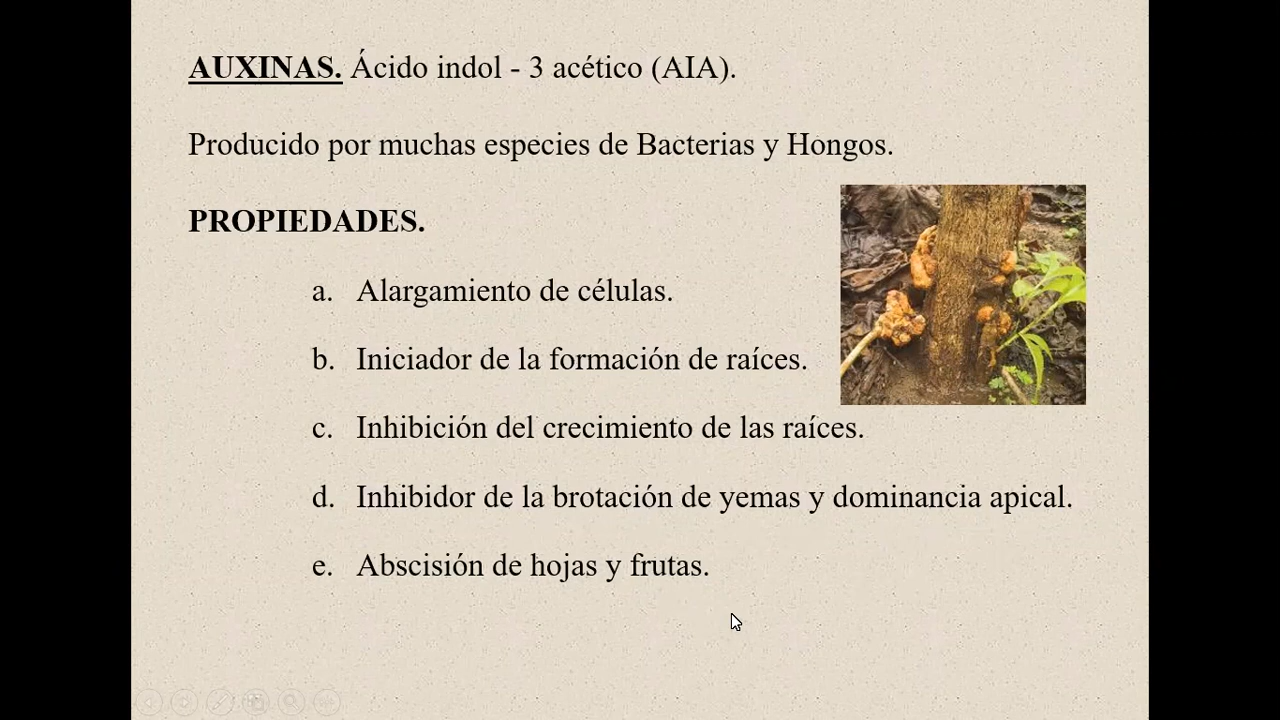 AUXINAS. Ácido indol - 3 acético (AIA).
Producido por muchas especies de Bacterias y Hongos.
PROPIEDADES.
a. Alargamiento de células.
b. Iniciador de la formación de raíces.
c. Inhibición del crecimiento de las raíces.
d. Inhibidor de la brotación de yemas y dominancia apical.
e. Abscisión de hojas y frutas.